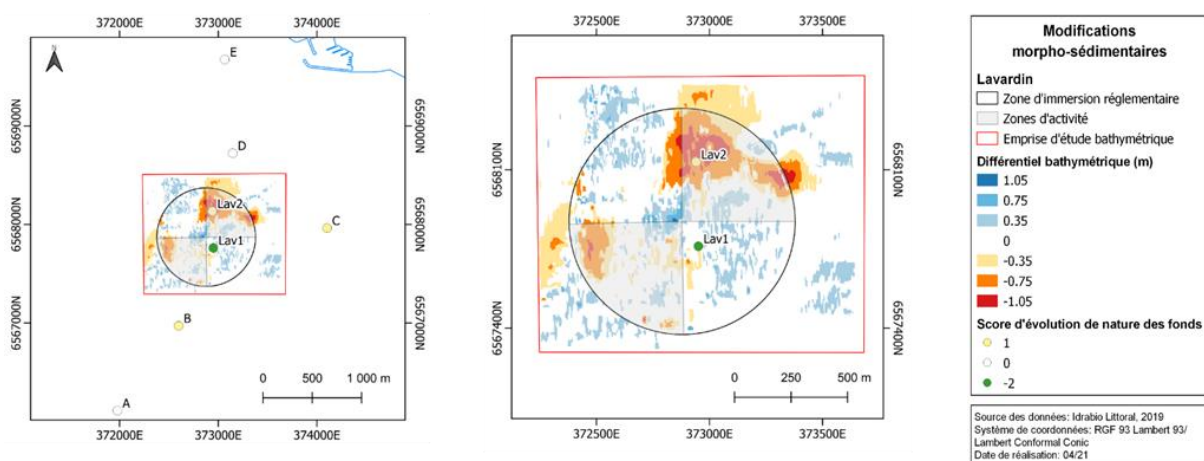 372000E 373000E 374000E
6569000N
6568000N
6567000N
6569000N
6568000N
6567000N
N
E
D
Lav2
C
Lav1
B
A
0 500 1 000 m
372000E 373000E 374000E
372500E 373000E 373500E
6568100N
6567400N
6568100N
6567400N
Lav2
Lav1
0 250 500 m
372500E 373000E 373500E
Modifications
morpho-sédimentaires
Lavardin
Zone d'immersion réglementaire
Zones d'activité
Emprise d'étude bathymétrique
Différentiel bathymétrique (m)
1.05
0.75
0.35
0
-0.35
-0.75
-1.05
Score d'évolution de nature des fonds
1
0
-2
Source des données: Idrabio Littoral, 2019
Système de coordonnées: RGF 93 Lambert 93/
Lambert Conformal Conic
Date de réalisation: 04/21